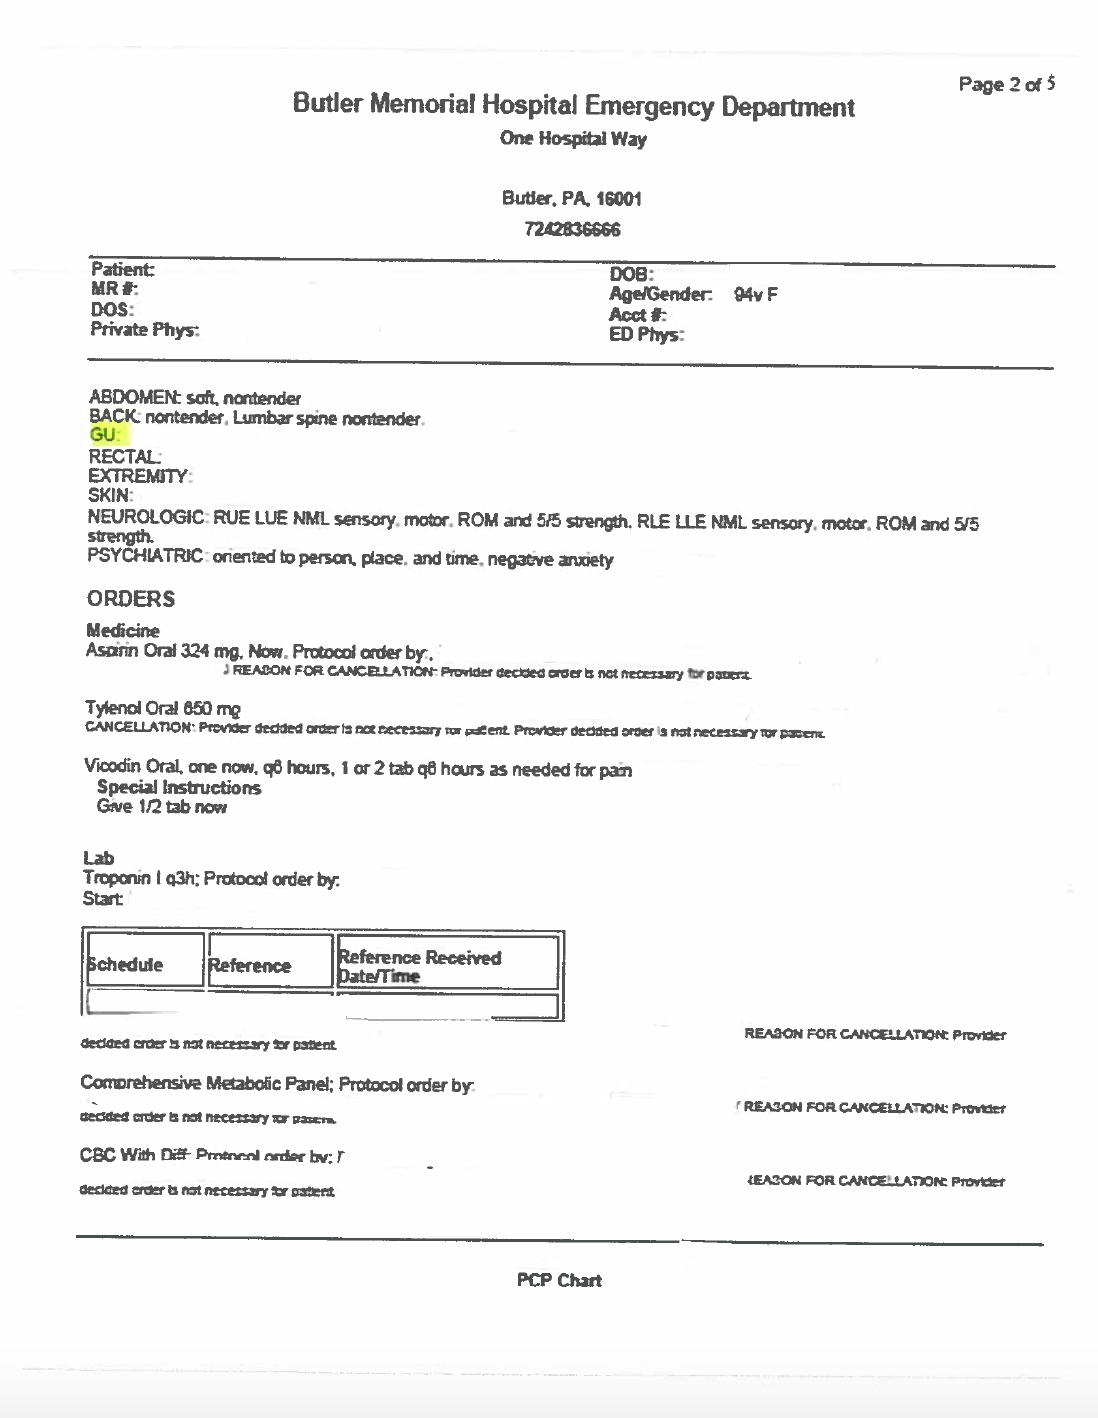 Page 2 of 5
Butler Memorial Hospital Emergency Department
One Hospital Way
Butler, PA, 16001
7242836666
Patient:
MR #:
DOS:
Private Phys:
DOB:
Age/Gender: 94y F
Acct #:
ED Phys:
ABDOMEN: soft, nontender
BACK: nontender, Lumbar spine nontender.
GU:
RECTAL:
EXTREMITY:
SKIN:
NEUROLOGIC: RUE LUE NML sensory, motor, ROM and 5/5 strength, RLE LLE NML sensory, motor, ROM and 5/5
strength.
PSYCHIATRIC: oriented to person, place, and time, negative anxiety
ORDERS
Medicine
Aspirin Oral 324 mg, Now. Protocol order by:,
REASON FOR CANCELLATION: Provider decided order is not necessary for patient.
Tylenol Oral 650 mg
CANCELLATION: Provider decided order is not necessary for patient. Provider decided order is not necessary for patient.
Vicodin Oral, one now, q6 hours, 1 or 2 tab q6 hours as needed for pain
Special Instructions
Give 1/2 tab now
Lab
Troponin I q3h; Protocol order by:
Start:
Schedule
Reference
Reference Received
Date/Time
REASON FOR CANCELLATION: Provider
decided order is not necessary for patient.
Comprehensive Metabolic Panel; Protocol order by:
REASON FOR CANCELLATION: Provider
decided order is not necessary for patient.
CBC With Diff: Protocol order by:
REASON FOR CANCELLATION: Provider
decided order is not necessary for patient.
PCP Chart